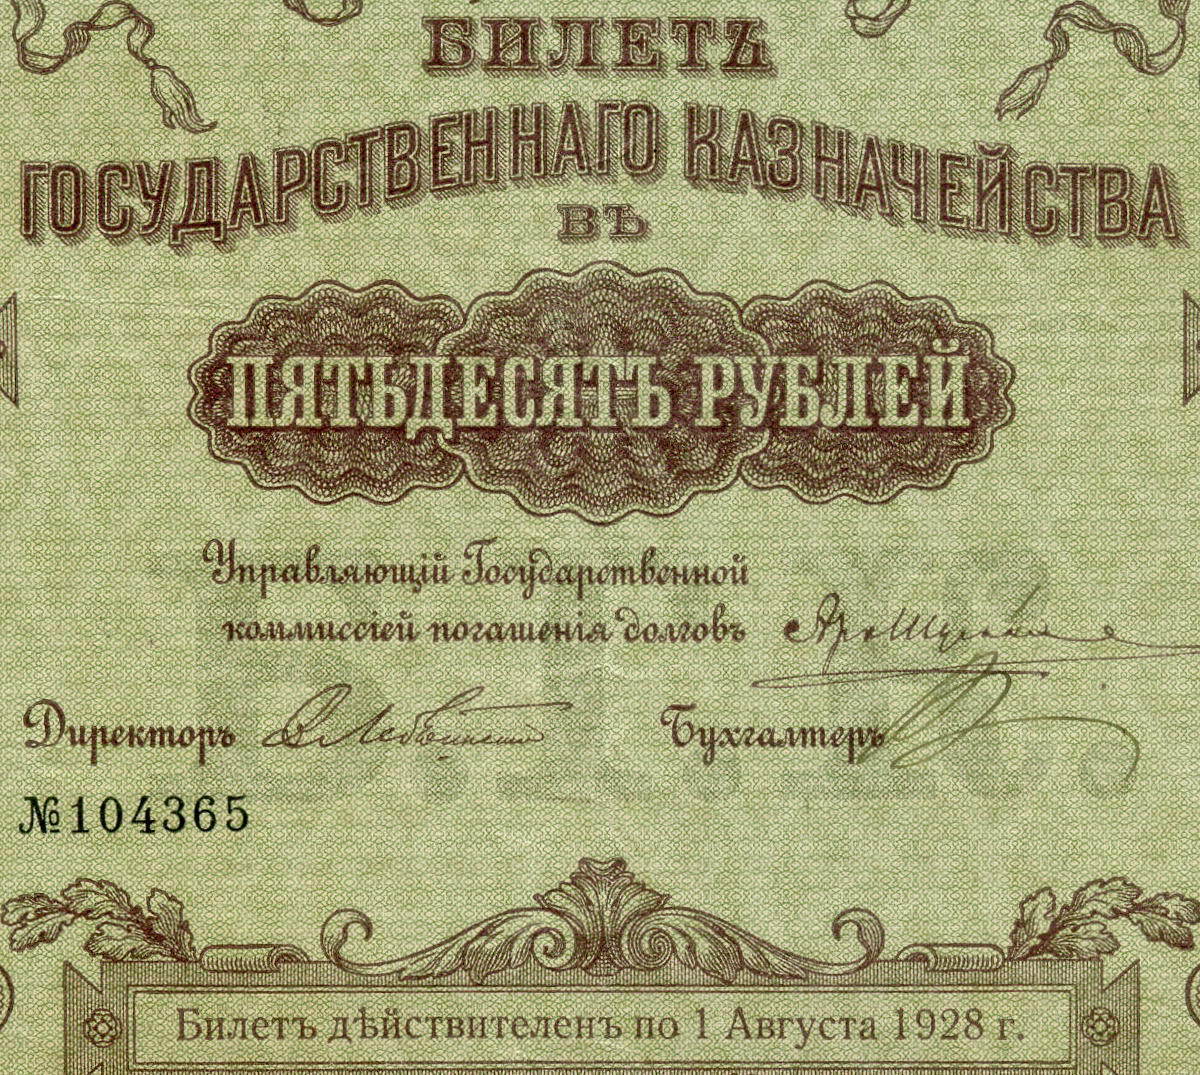 БИЛЕТЪ
ГОСУДАРСТВЕННАГО КАЗНАЧЕЙСТВА
ВЪ
ПЯТЬДЕСЯТЪ РУБЛЕЙ
Управляющій Государственной
коммиссіей погашенія долговъ
Директоръ Бухгалтеръ
№104365
Билетъ дѣйствителенъ по 1 Августа 1928 г.